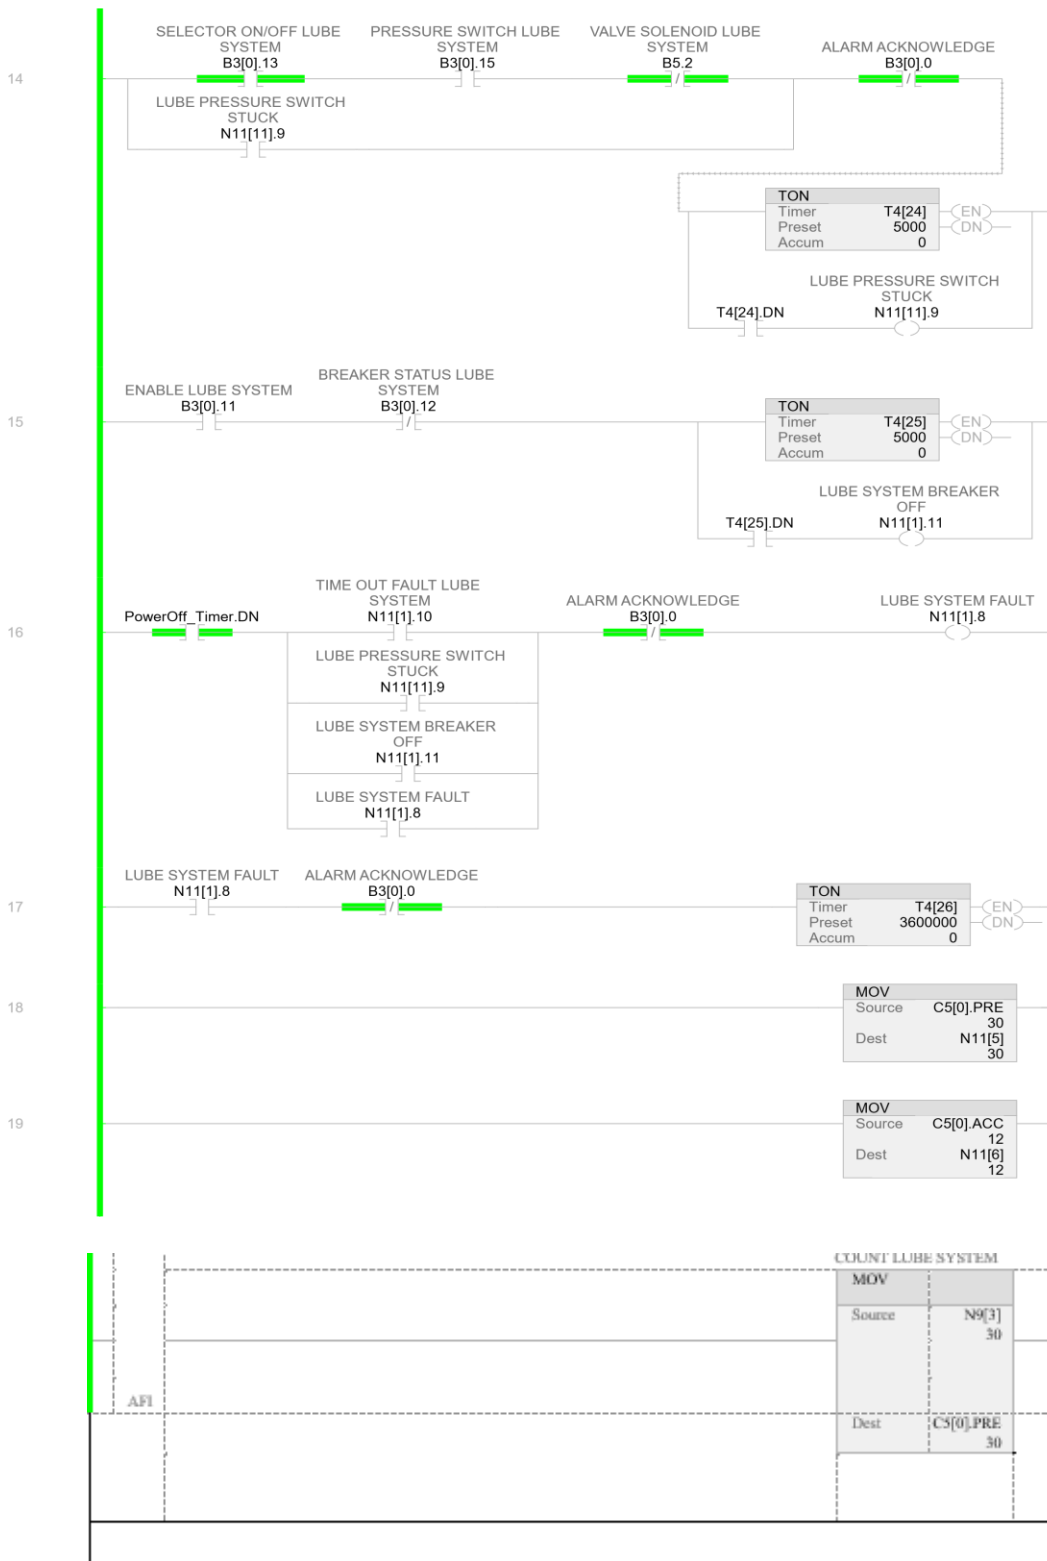 SELECTOR ON/OFF LUBE SYSTEM
B3[0].13
PRESSURE SWITCH LUBE SYSTEM
B3[0].15
VALVE SOLENOID LUBE SYSTEM
B5.2
ALARM ACKNOWLEDGE
B3[0].0
14
LUBE PRESSURE SWITCH STUCK
N11[11].9
TON
Timer T4[24]
Preset 5000
Accum 0
EN
DN
LUBE PRESSURE SWITCH STUCK
T4[24].DN
N11[11].9
ENABLE LUBE SYSTEM
B3[0].11
BREAKER STATUS LUBE SYSTEM
B3[0].12
15
TON
Timer T4[25]
Preset 5000
Accum 0
EN
DN
LUBE SYSTEM BREAKER OFF
T4[25].DN
N11[1].11
PowerOff_Timer.DN
TIME OUT FAULT LUBE SYSTEM
N11[1].10
ALARM ACKNOWLEDGE
B3[0].0
LUBE SYSTEM FAULT
N11[1].8
16
LUBE PRESSURE SWITCH STUCK
N11[11].9
LUBE SYSTEM BREAKER OFF
N11[1].11
LUBE SYSTEM FAULT
N11[1].8
LUBE SYSTEM FAULT
N11[1].8
ALARM ACKNOWLEDGE
B3[0].0
17
TON
Timer T4[26]
Preset 3600000
Accum 0
EN
DN
18
MOV
Source C5[0].PRE
30
Dest N11[5]
30
19
MOV
Source C5[0].ACC
12
Dest N11[6]
12
COUNT LUBE SYSTEM
MOV
Source N9[3]
30
AFI
Dest C5[0].PRE
30